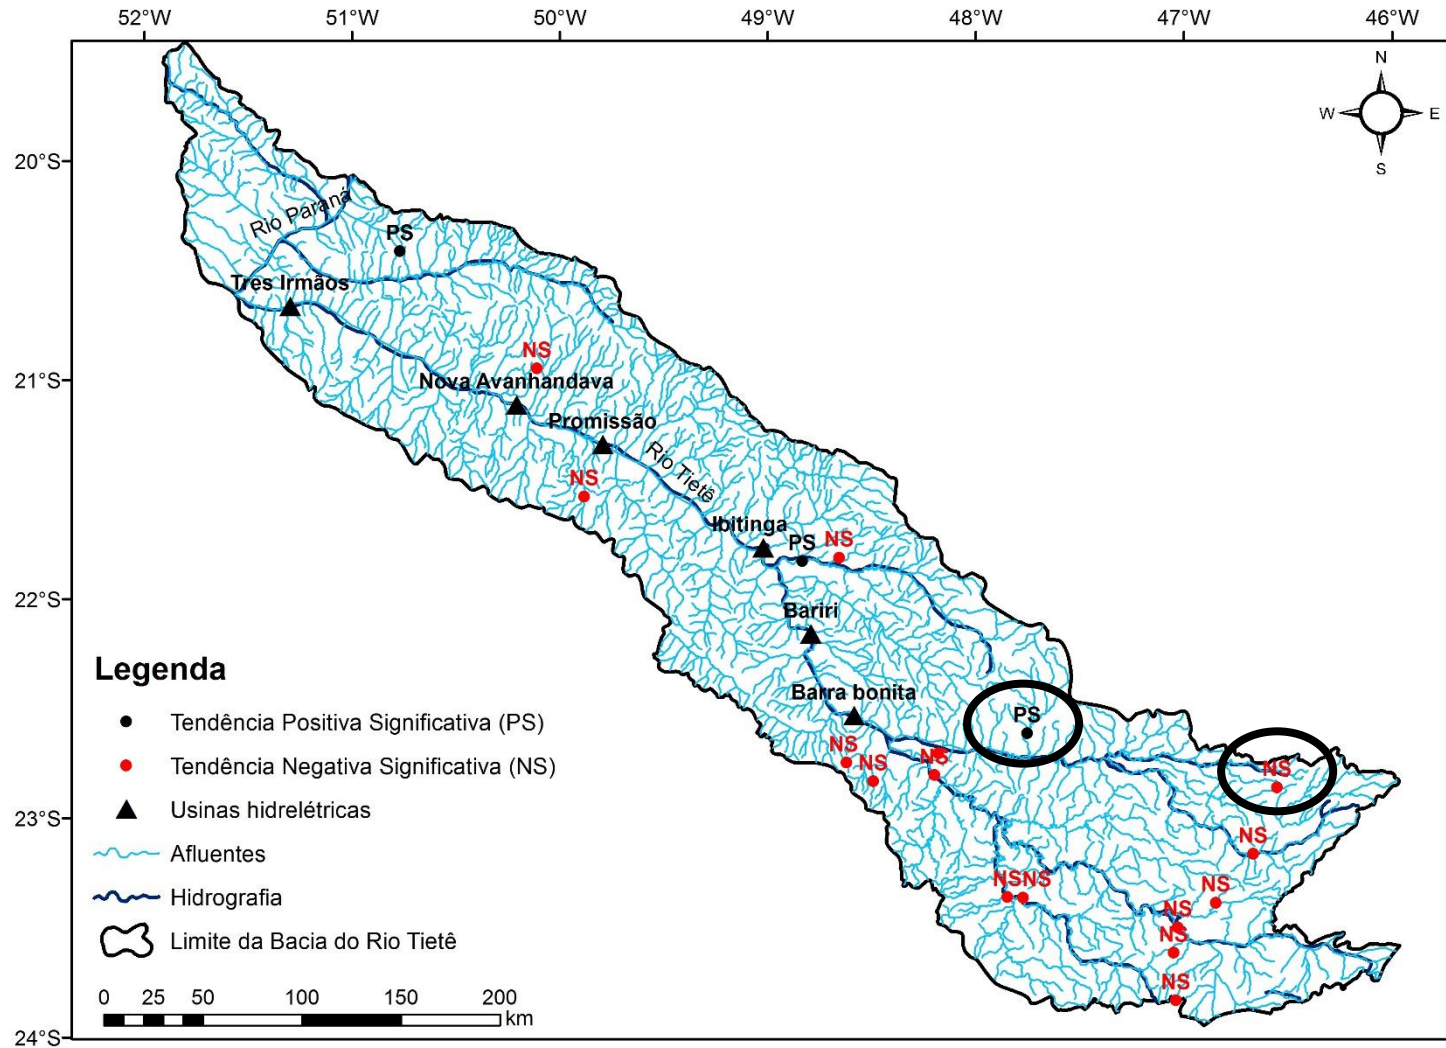 52°W 51°W 50°W 49°W 48°W 47°W 46°W
N
W E
S
20°S
Rio Paraná
PS
Tres Irmãos
NS
21°S
Nova Avanhandava
Promissão
Rio Tietê
NS
Ibitinga
PS
NS
22°S
Bariri
Barra bonita
PS
NS
NS
NS
NS
23°S
NS
NS
NS
NS
NS
NS
NS
24°S
Legenda
Tendência Positiva Significativa (PS)
Tendência Negativa Significativa (NS)
Usinas hidrelétricas
Afluentes
Hidrografia
Limite da Bacia do Rio Tietê
0 25 50 100 150 200
km